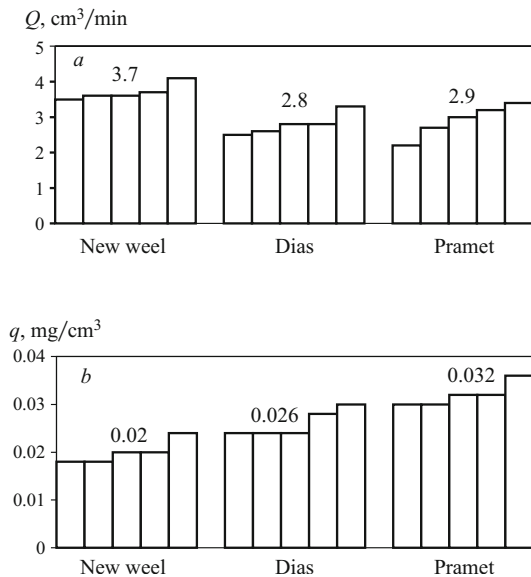 Q, cm³/min
5
a
3.7
4
2.8
2.9
3
2
1
0
New weel Dias Pramet
q, mg/cm³
0.04
b
0.032
0.03
0.026
0.02
0.02
0.01
0
New weel Dias Pramet